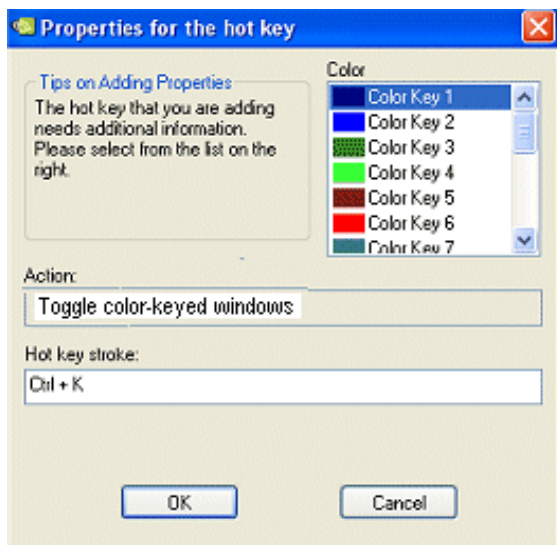 Properties for the hot key
Tips on Adding Properties
The hot key that you are adding
needs additional information.
Please select from the list on the
right.
Color
Color Key 1
Color Key 2
Color Key 3
Color Key 4
Color Key 5
Color Key 6
Color Key 7
Action:
Toggle color-keyed windows
Hot key stroke:
Ctrl + K
OK
Cancel